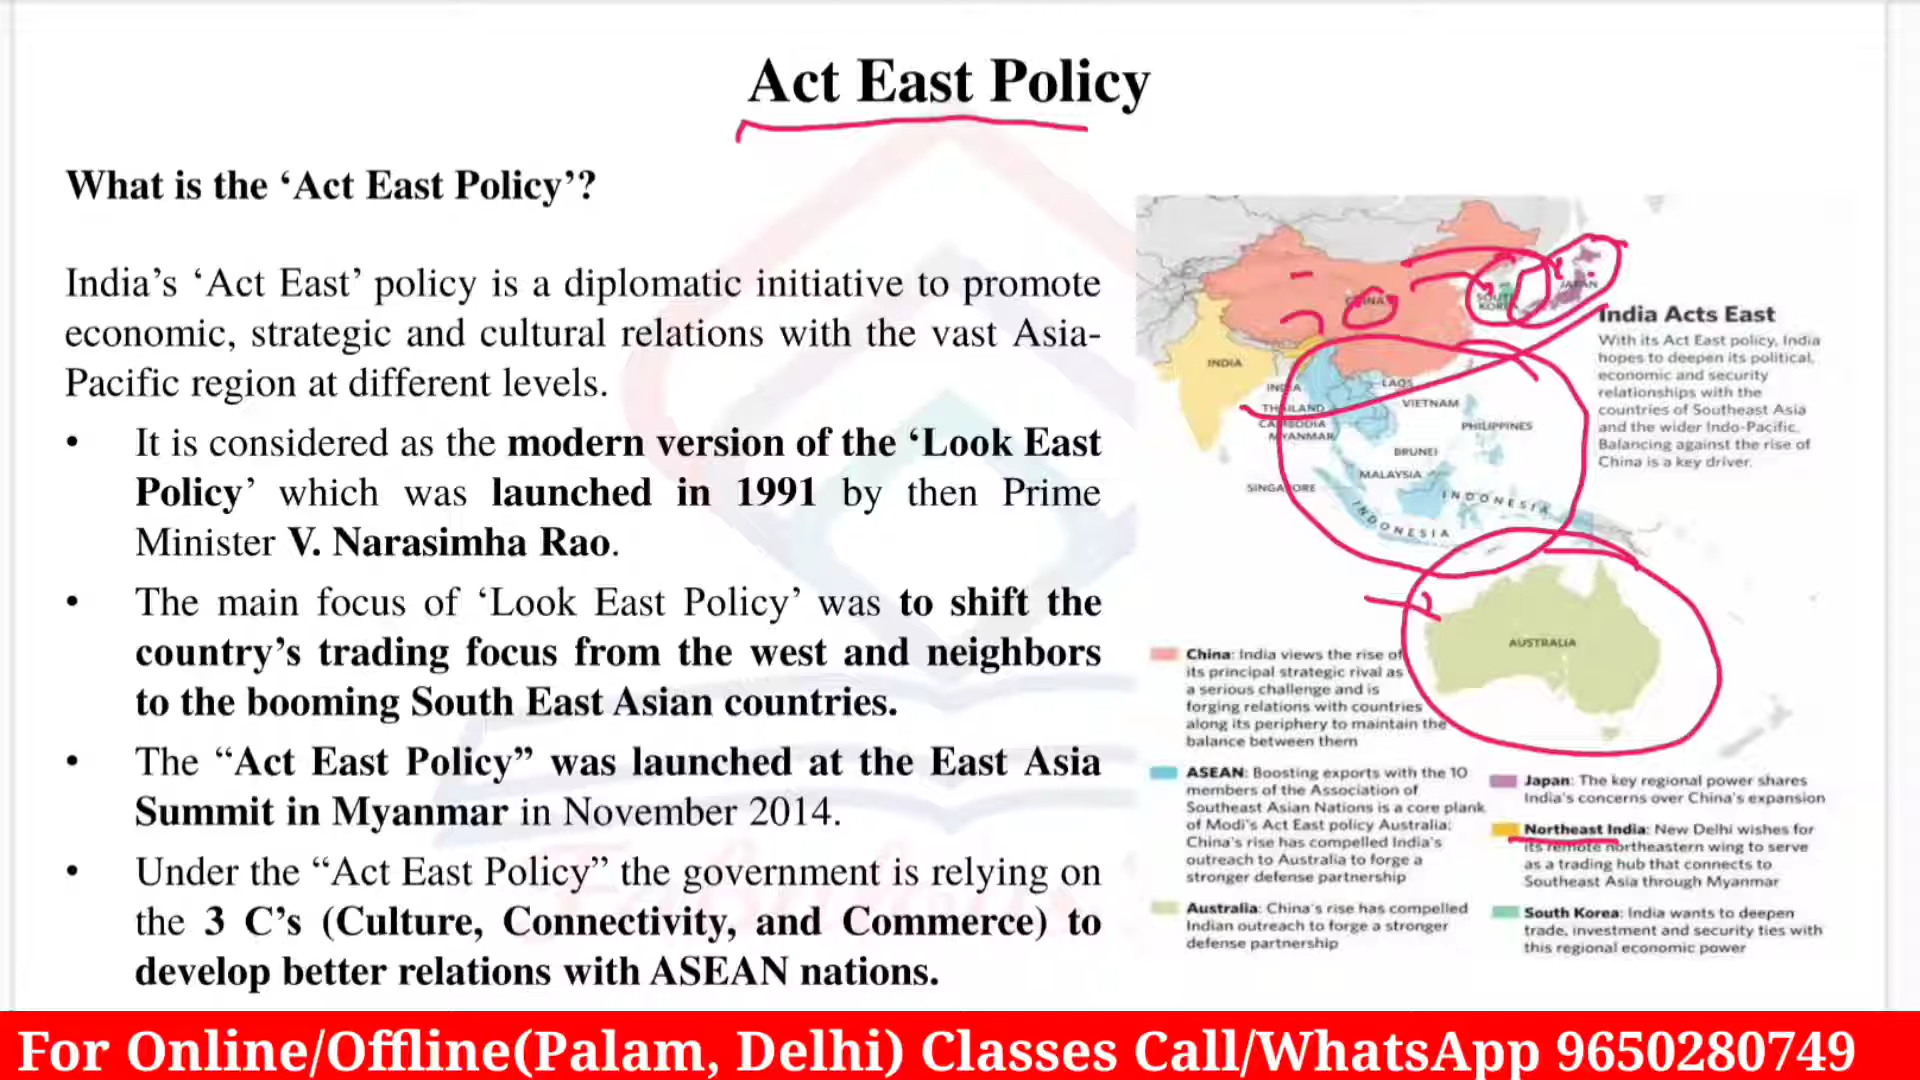 Act East Policy
What is the ‘Act East Policy’?
India’s ‘Act East’ policy is a diplomatic initiative to promote
economic, strategic and cultural relations with the vast Asia-
Pacific region at different levels.
• It is considered as the modern version of the ‘Look East
Policy’ which was launched in 1991 by then Prime
Minister V. Narasimha Rao.
• The main focus of ‘Look East Policy’ was to shift the
country’s trading focus from the west and neighbors
to the booming South East Asian countries.
• The “Act East Policy” was launched at the East Asia
Summit in Myanmar in November 2014.
• Under the “Act East Policy” the government is relying on
the 3 C’s (Culture, Connectivity, and Commerce) to
develop better relations with ASEAN nations.
CHINA
SOUTH
KOREA
JAPAN
INDIA
INDIA
LAOS
THAILAND
VIETNAM
CAMBODIA
MYANMAR
PHILIPPINES
BRUNEI
MALAYSIA
SINGAPORE
INDONESIA
INDONESIA
AUSTRALIA
India Acts East
With its Act East policy, India
hopes to deepen its political,
economic and security
relationships with the
countries of Southeast Asia
and the wider Indo-Pacific.
Balancing against the rise of
China is a key driver.
China: India views the rise of
its principal strategic rival as
a serious challenge and is
forging relations with countries
along its periphery to maintain the
balance between them
ASEAN: Boosting exports with the 10
members of the Association of
Southeast Asian Nations is a core plank
of Modi's Act East policy Australia:
China's rise has compelled India's
outreach to Australia to forge a
stronger defense partnership
Australia: China's rise has compelled
Indian outreach to forge a stronger
defense partnership
Japan: The key regional power shares
India's concerns over China's expansion
Northeast India: New Delhi wishes for
its remote northeastern wing to serve
as a trading hub that connects to
Southeast Asia through Myanmar
South Korea: India wants to deepen
trade, investment and security ties with
this regional economic power
For Online/Offline(Palam, Delhi) Classes Call/WhatsApp 9650280749